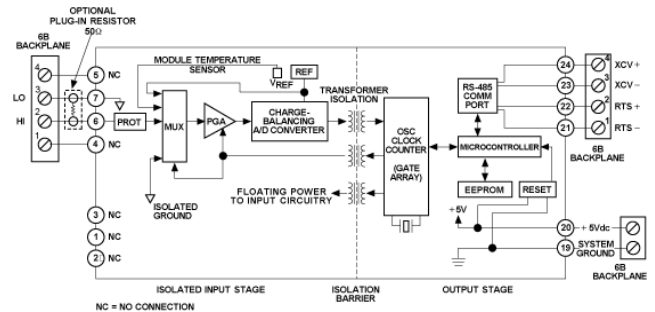 OPTIONAL
PLUG-IN RESISTOR
50Ω
6B
BACKPLANE
4
3
2
1
LO
HI
5 NC
7
6
4 NC
3 NC
1 NC
2 NC
PROT
MODULE TEMPERATURE
SENSOR
VREF
REF
MUX
PGA
CHARGE-
BALANCING
A/D CONVERTER
TRANSFORMER
ISOLATION
ISOLATED
GROUND
FLOATING POWER
TO INPUT CIRCUITRY
OSC
CLOCK
COUNTER
(GATE
ARRAY)
RS-485
COMM
PORT
MICROCONTROLLER
EEPROM
RESET
+5V
24
23
22
21
4
3
2
1
XCV +
XCV −
RTS +
RTS −
6B
BACKPLANE
20 + 5Vdc
19 SYSTEM
GROUND
6B
BACKPLANE
ISOLATED INPUT STAGE
ISOLATION
BARRIER
OUTPUT STAGE
NC = NO CONNECTION